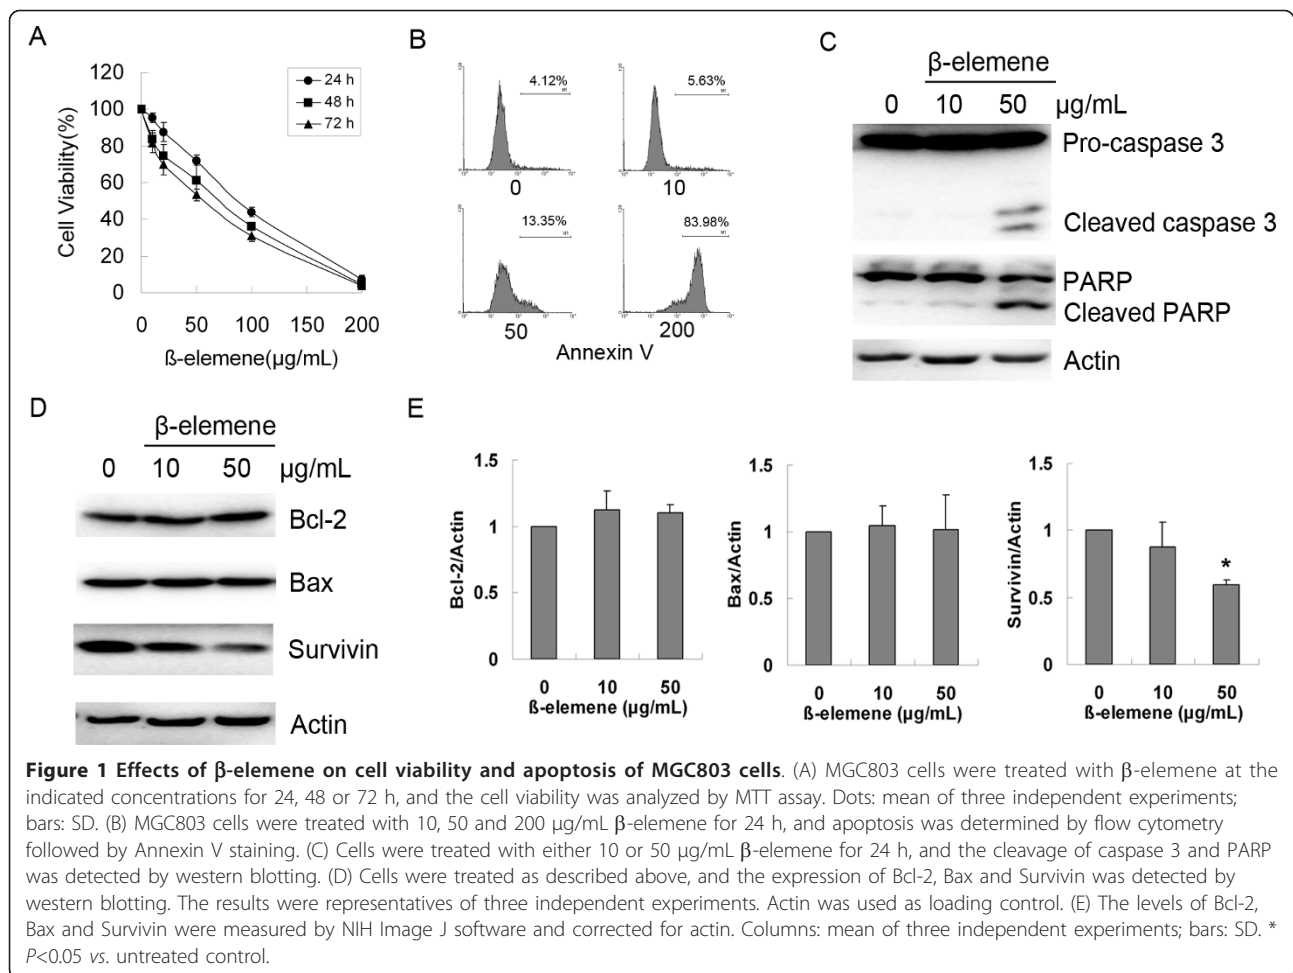 A
120
100
80
60
40
20
0
Cell Viability(%)
24 h
48 h
72 h
0
50
100
150
200
ß-elemene(µg/mL)
B
4.12%
M1
0
5.63%
M1
10
13.35%
M1
50
83.98%
M1
200
Annexin V
C
β-elemene
0 10 50 µg/mL
Pro-caspase 3
Cleaved caspase 3
PARP
Cleaved PARP
Actin
D
β-elemene
0 10 50 µg/mL
Bcl-2
Bax
Survivin
Actin
E
1.5
1
0.5
0
Bcl-2/Actin
0 10 50
ß-elemene (µg/mL)
1.5
1
0.5
0
Bax/Actin
0 10 50
ß-elemene (µg/mL)
1.5
1
0.5
0
Survivin/Actin
*
0 10 50
ß-elemene (µg/mL)
Figure 1 Effects of β-elemene on cell viability and apoptosis of MGC803 cells. (A) MGC803 cells were treated with β-elemene at the
indicated concentrations for 24, 48 or 72 h, and the cell viability was analyzed by MTT assay. Dots: mean of three independent experiments;
bars: SD. (B) MGC803 cells were treated with 10, 50 and 200 µg/mL β-elemene for 24 h, and apoptosis was determined by flow cytometry
followed by Annexin V staining. (C) Cells were treated with either 10 or 50 µg/mL β-elemene for 24 h, and the cleavage of caspase 3 and PARP
was detected by western blotting. (D) Cells were treated as described above, and the expression of Bcl-2, Bax and Survivin was detected by
western blotting. The results were representatives of three independent experiments. Actin was used as loading control. (E) The levels of Bcl-2,
Bax and Survivin were measured by NIH Image J software and corrected for actin. Columns: mean of three independent experiments; bars: SD. *
P<0.05 vs. untreated control.